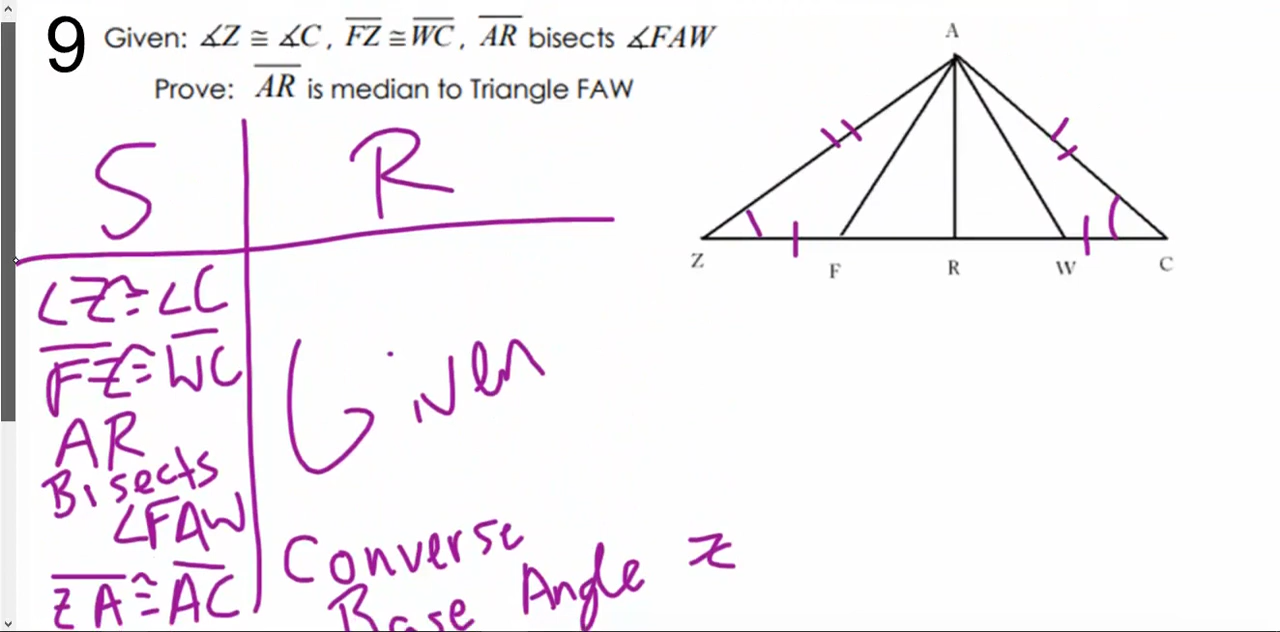 9 Given: ∡Z ≅ ∡C, FZ ≅ WC, AR bisects ∡FAW
Prove: AR is median to Triangle FAW
A
Z F R W C
S R
∠Z ≅ ∠C
FZ ≅ WC
Given
AR
Bisects
∠FAW
ZA ≅ AC
Converse
Base Angle